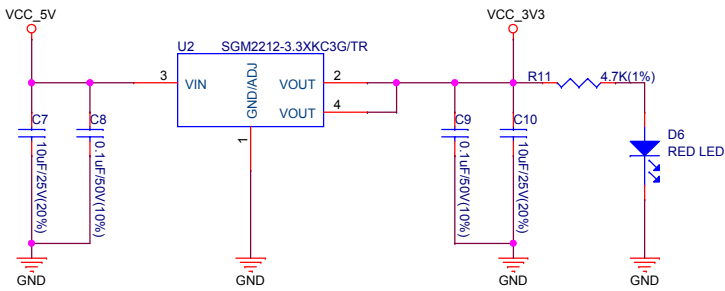 VCC_5V
VCC_3V3
U2
SGM2212-3.3XKC3G/TR
3
VIN
GND/ADJ
VOUT
2
VOUT
4
1
R11
4.7K(1%)
C7
10uF/25V(20%)
C8
0.1uF/50V(10%)
C9
0.1uF/50V(10%)
C10
10uF/25V(20%)
D6
RED LED
GND
GND
GND
GND